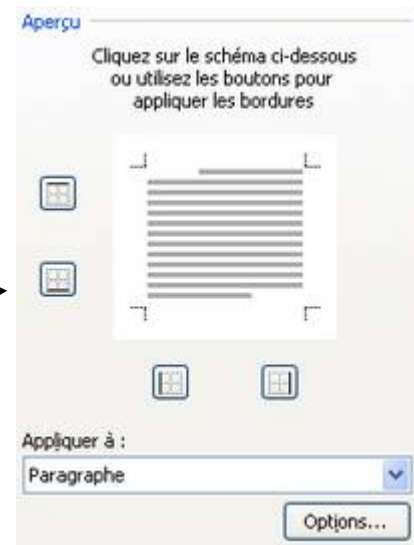 Aperçu
Cliquez sur le schéma ci-dessous
ou utilisez les boutons pour
appliquer les bordures
Appliquer à :
Paragraphe
Options...